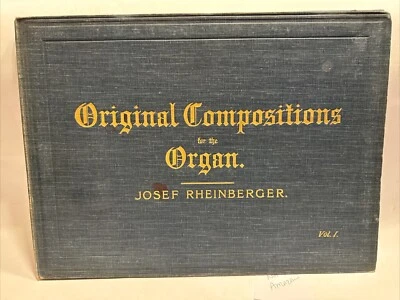 Original Compositions
for the
Organ.
JOSEF RHEINBERGER.
Vol. I.